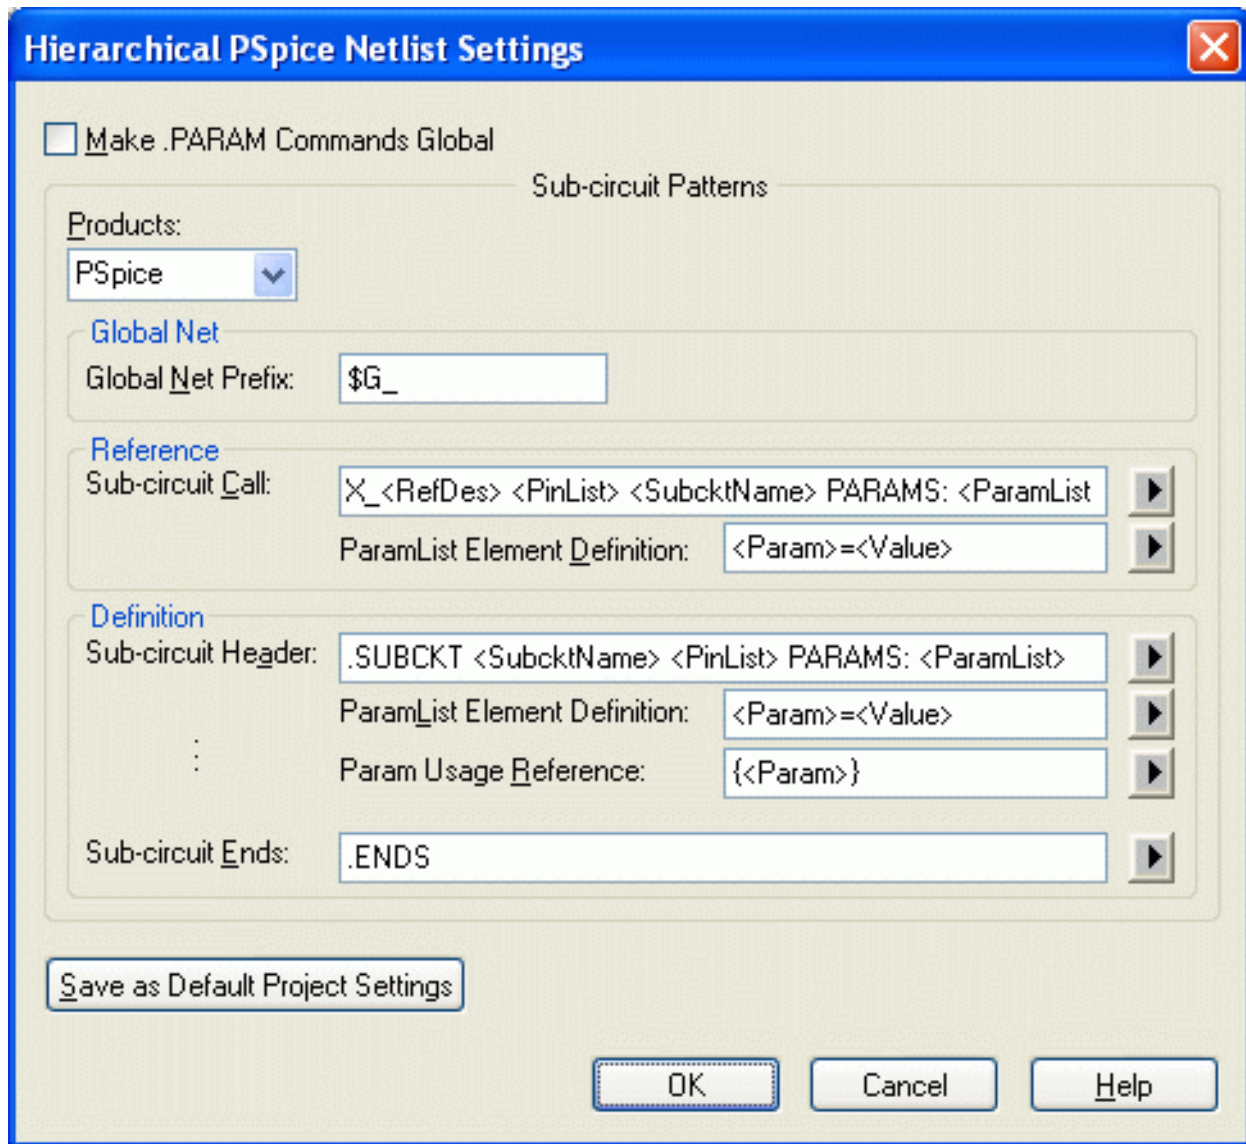 Hierarchical PSpice Netlist Settings
Make .PARAM Commands Global
Sub-circuit Patterns
Products:
PSpice
Global Net
Global Net Prefix: $G_
Reference
Sub-circuit Call: X_<RefDes> <PinList> <SubcktName> PARAMS: <ParamList
ParamList Element Definition: <Param>=<Value>
Definition
Sub-circuit Header: .SUBCKT <SubcktName> <PinList> PARAMS: <ParamList>
ParamList Element Definition: <Param>=<Value>
Param Usage Reference: {<Param>}
Sub-circuit Ends: .ENDS
Save as Default Project Settings
OK Cancel Help